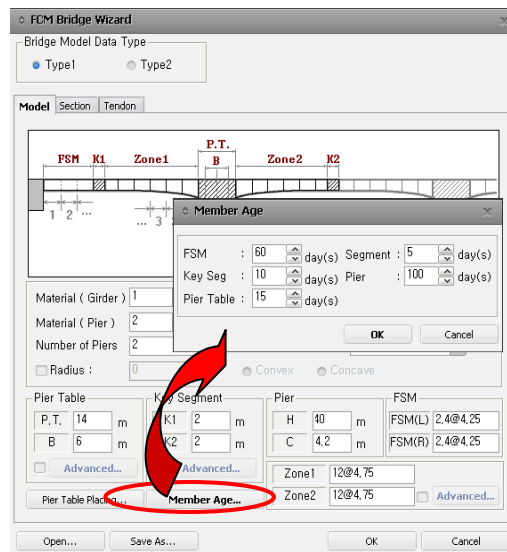 FCM Bridge Wizard
Bridge Model Data Type
Type1 Type2
Model Section Tendon
P.T.
FSM K1 Zone1 B Zone2 K2
1 2 ... ... 3
Member Age
FSM : 60 day(s) Segment : 5 day(s)
Key Seg : 10 day(s) Pier : 100 day(s)
Pier Table : 15 day(s)
OK Cancel
Material ( Girder ) 1
Material ( Pier ) 2
Number of Piers 2
Radius : 0 Convex Concave
Pier Table Key Segment Pier FSM
P.T. 14 m K1 2 m H 40 m FSM(L) 2,4@4,25
B 6 m K2 2 m C 4,2 m FSM(R) 2,4@4,25
Advanced... Advanced...
Zone1 12@4,75
Pier Table Placing... Member Age... Zone2 12@4,75 Advanced...
Open... Save As... OK Cancel